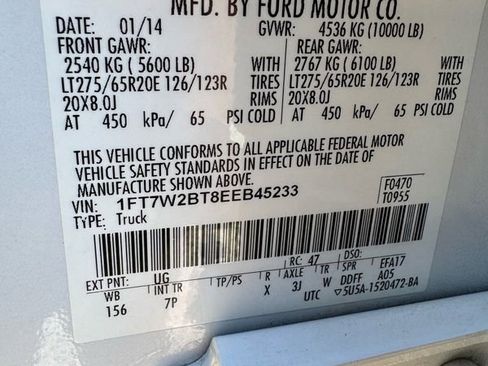 MFD. BY FORD MOTOR CO.
DATE: 01/14 GVWR: 4536 KG (10000 LB)
FRONT GAWR: REAR GAWR:
2540 KG ( 5600 LB) WITH 2767 KG ( 6100 LB) WITH
LT275/65R20E 126/123R TIRES LT275/65R20E 126/123R TIRES
20X8.0J RIMS 20X8.0J RIMS
AT 450 kPa/ 65 PSI COLD AT 450 kPa/ 65 PSI COLD
THIS VEHICLE CONFORMS TO ALL APPLICABLE FEDERAL MOTOR
VEHICLE SAFETY STANDARDS IN EFFECT ON THE DATE OF
MANUFACTURE SHOWN ABOVE.
VIN: 1FT7W2BT8EEB45233 F0470
TYPE: Truck T0955
EXT PNT: UG RC: 47 DSO:
WB INT TR TP/PS R AXLE W SPR EFA17
156 7P X 3J W DDFF A05
UTC ▽5U5A-1520472-BA